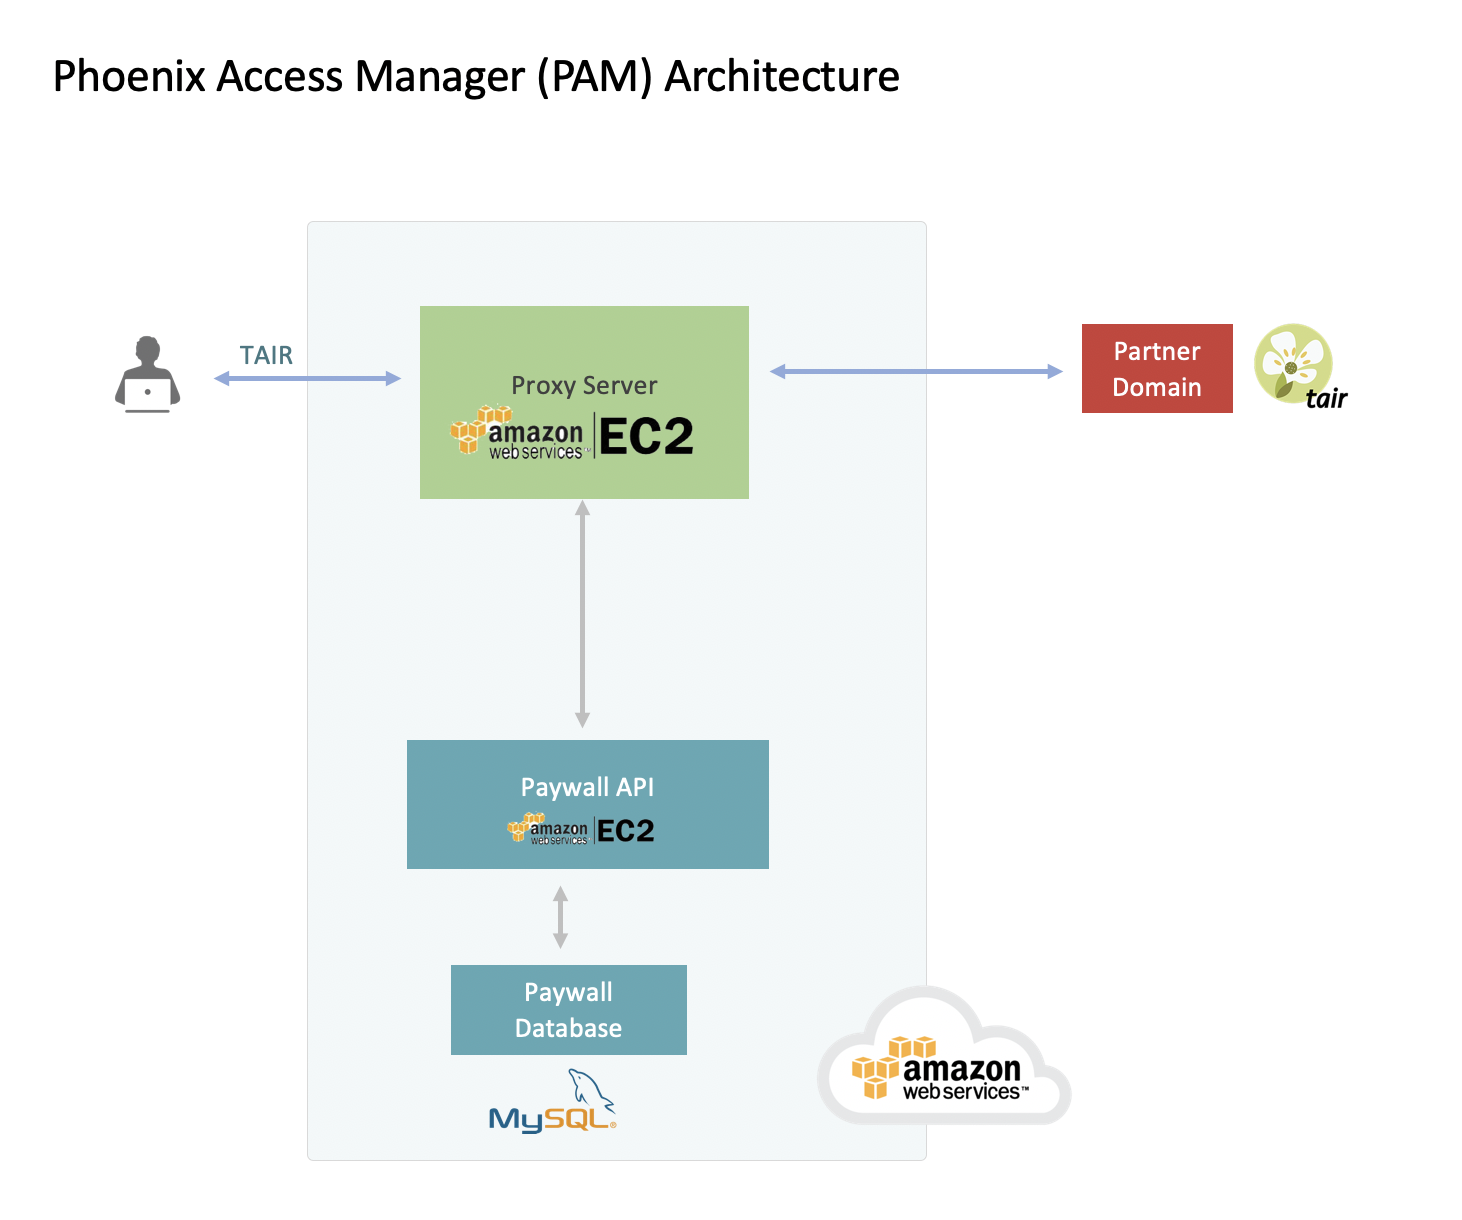 Phoenix Access Manager (PAM) Architecture
TAIR
Proxy Server
amazon
web services™
EC2
Partner
Domain
tair
Paywall API
amazon
web services
EC2
Paywall
Database
MySQL®
amazon
web services™